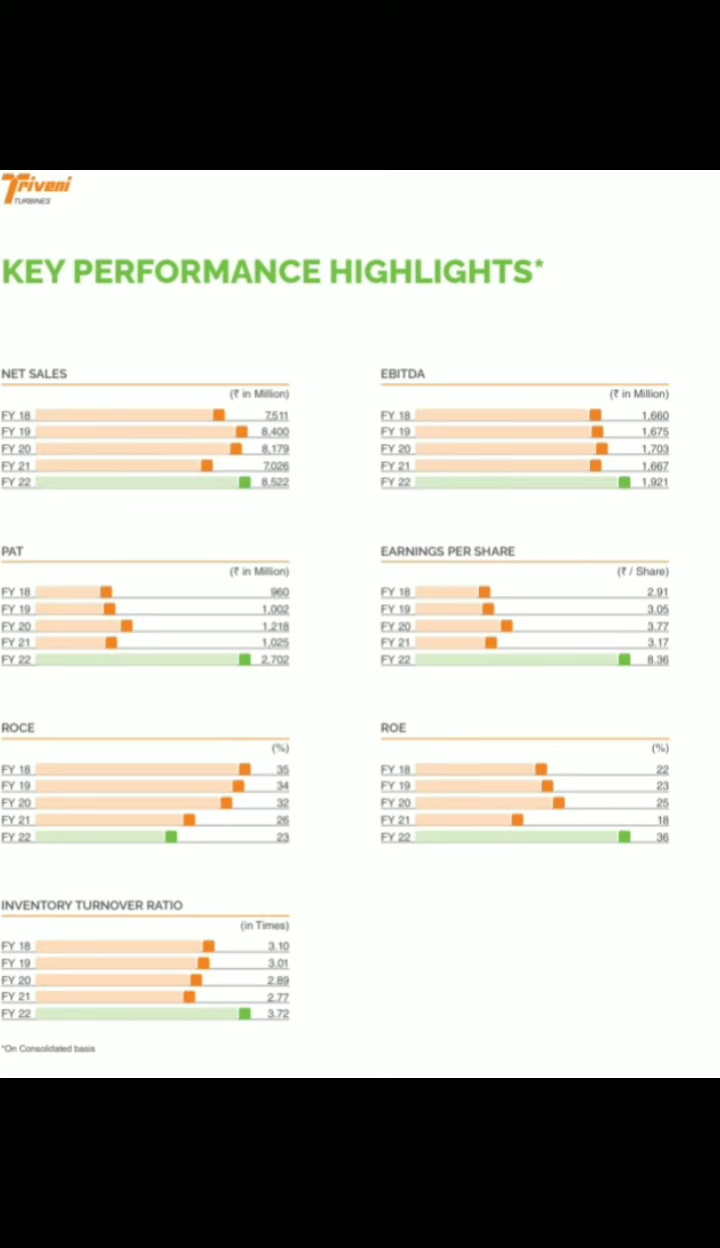 Triveni
TURBINES
KEY PERFORMANCE HIGHLIGHTS*
NET SALES
(₹ in Million)
FY 18 7,511
FY 19 8,400
FY 20 8,179
FY 21 7,026
FY 22 8,522
EBITDA
(₹ in Million)
FY 18 1,660
FY 19 1,675
FY 20 1,703
FY 21 1,667
FY 22 1,921
PAT
(₹ in Million)
FY 18 960
FY 19 1,002
FY 20 1,218
FY 21 1,025
FY 22 2,702
EARNINGS PER SHARE
(₹ / Share)
FY 18 2.91
FY 19 3.05
FY 20 3.77
FY 21 3.17
FY 22 8.36
ROCE
(%)
FY 18 35
FY 19 34
FY 20 32
FY 21 26
FY 22 23
ROE
(%)
FY 18 22
FY 19 23
FY 20 25
FY 21 18
FY 22 36
INVENTORY TURNOVER RATIO
(in Times)
FY 18 3.10
FY 19 3.01
FY 20 2.89
FY 21 2.77
FY 22 3.72
*On Consolidated basis